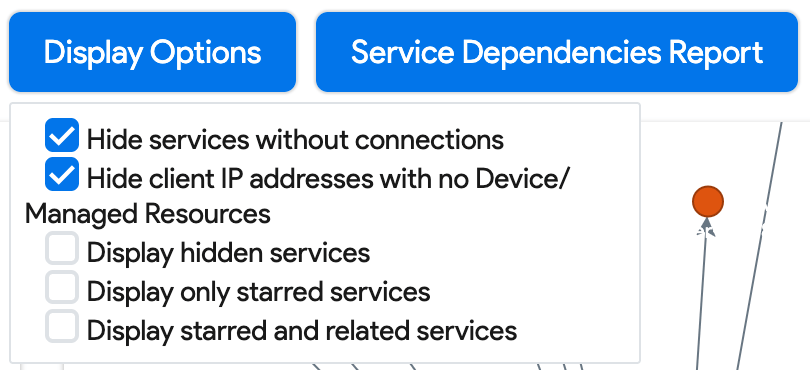 Display Options
Service Dependencies Report
Hide services without connections
Hide client IP addresses with no Device/
Managed Resources
Display hidden services
Display only starred services
Display starred and related services